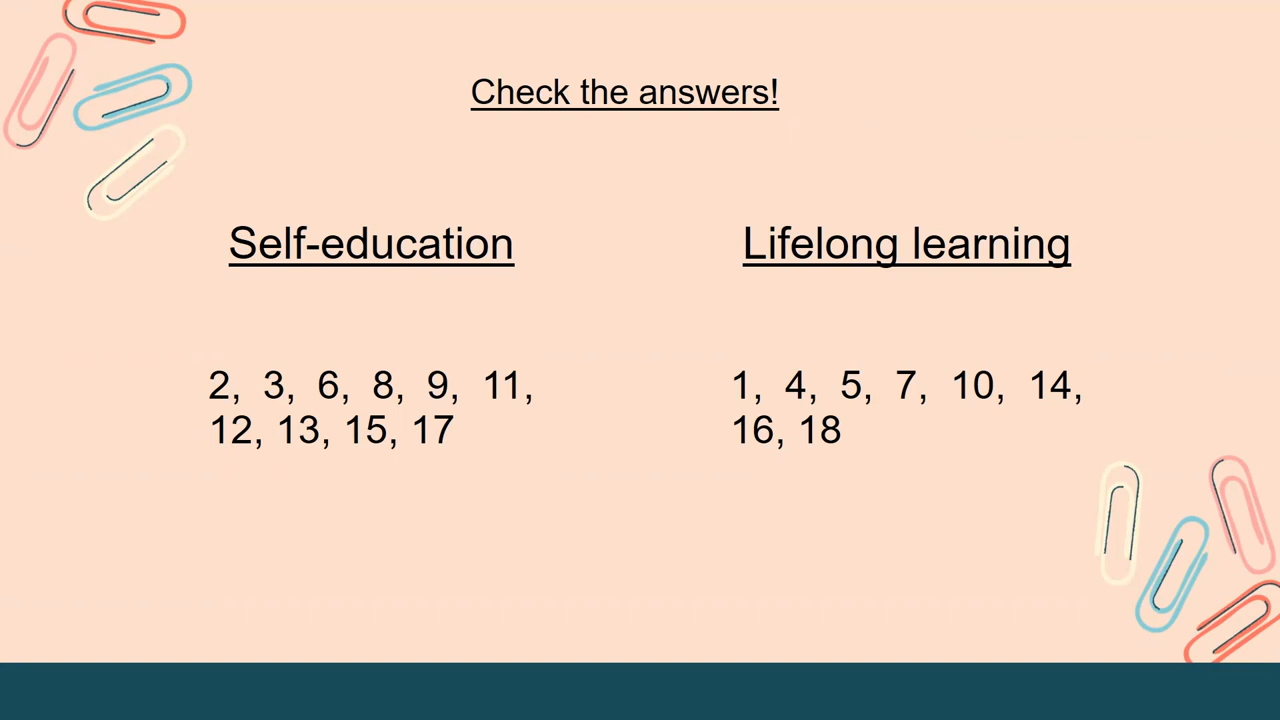 Check the answers!
Self-education
2, 3, 6, 8, 9, 11,
12, 13, 15, 17
Lifelong learning
1, 4, 5, 7, 10, 14,
16, 18